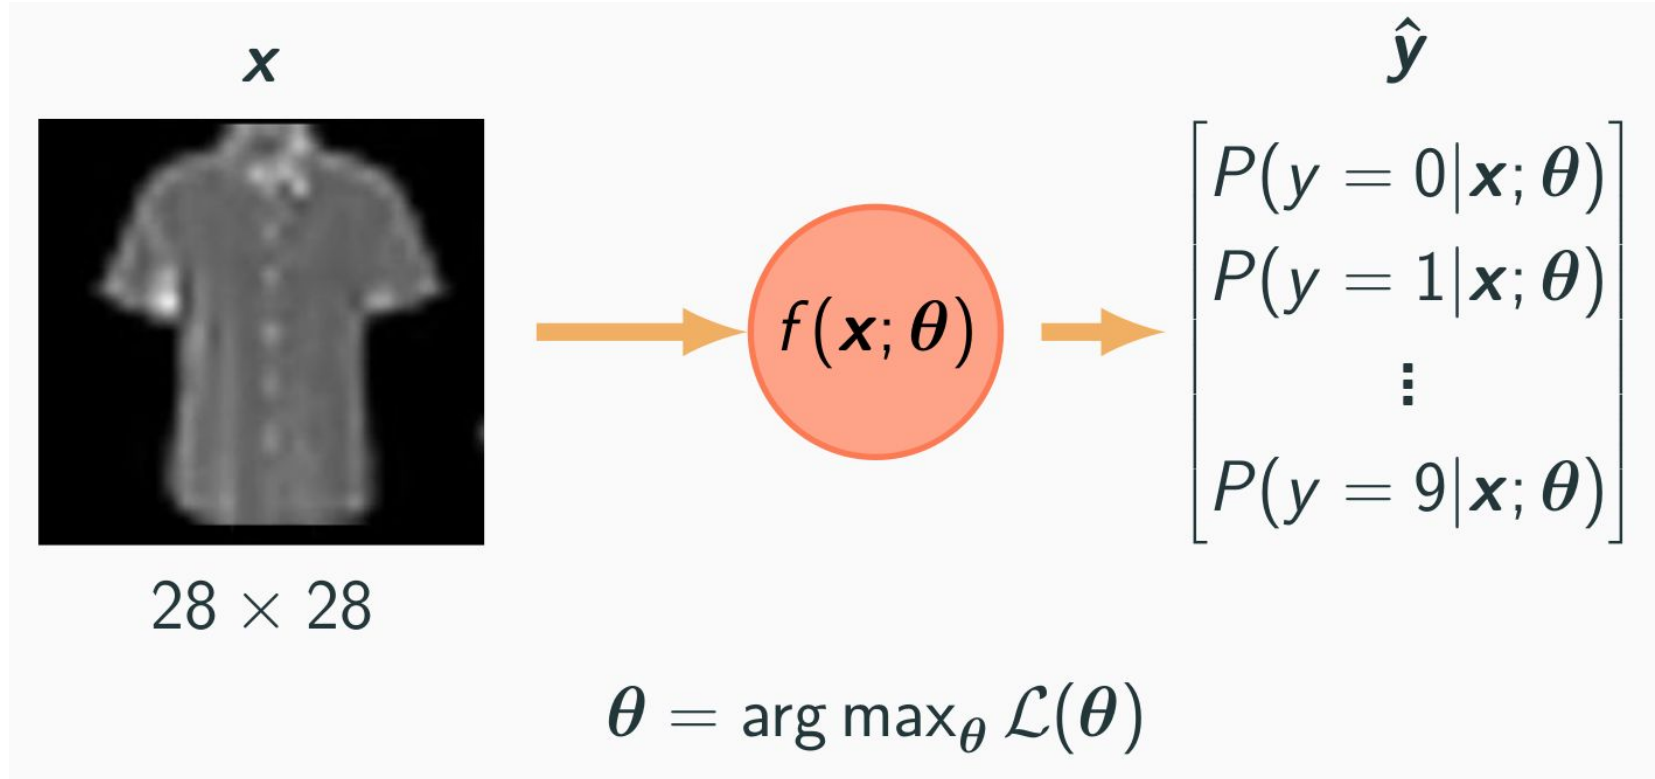 x
ŷ
P(y = 0|x; θ)
P(y = 1|x; θ)
f(x; θ)
⋮
P(y = 9|x; θ)
28 × 28
θ = arg max_θ ℒ(θ)